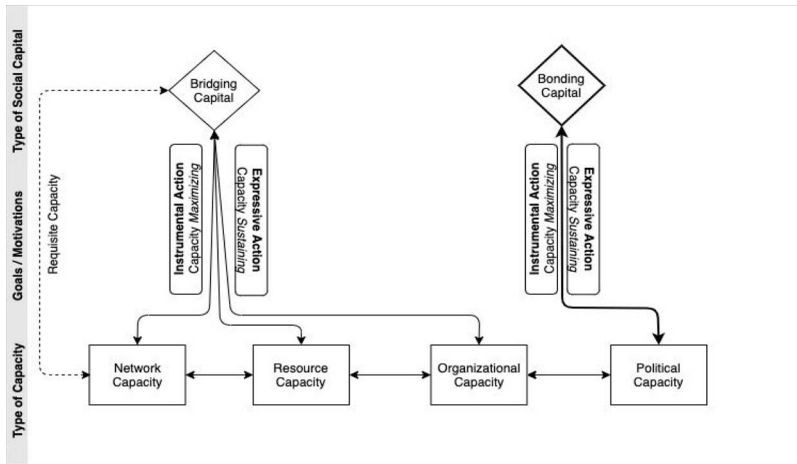 Type of Social Capital
Goals / Motivations
Type of Capacity
Requisite Capacity
Bridging
Capital
Bonding
Capital
Instrumental Action
Capacity Maximizing
Expressive Action
Capacity Sustaining
Instrumental Action
Capacity Maximizing
Expressive Action
Capacity Sustaining
Network
Capacity
Resource
Capacity
Organizational
Capacity
Political
Capacity